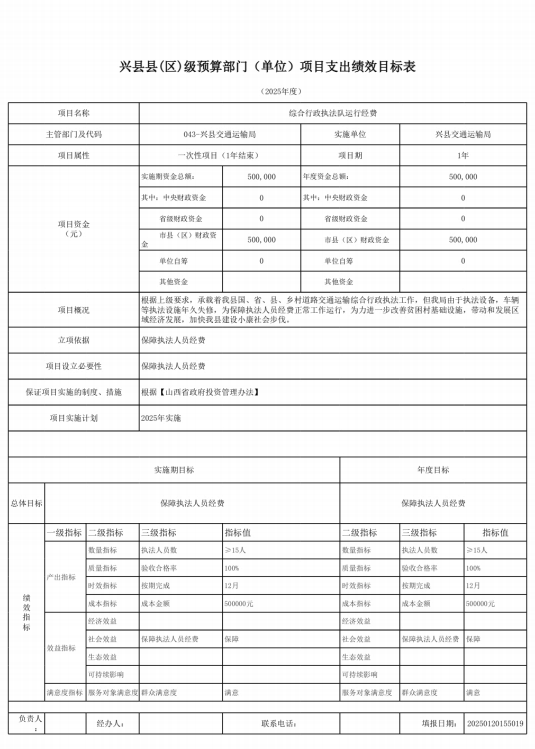 兴县县(区)级预算部门（单位）项目支出绩效目标表
（2025年度）
项目名称 综合行政执法队运行经费
主管部门及代码 043-兴县交通运输局 实施单位 兴县交通运输局
项目属性 一次性项目（1年结束） 项目期 1年
项目资金（元） 实施期资金总额： 500,000 年度资金总额： 500,000
其中：中央财政资金 0 其中：中央财政资金 0
省级财政资金 0 省级财政资金 0
市县（区）财政资金 500,000 市县（区）财政资金 500,000
单位自筹 0 单位自筹 0
其他资金 其他资金
项目概况 根据上级要求，承载着我县国、省、县、乡村道路交通运输综合行政执法工作，但我局由于执法设备，车辆
等执法设施年久失修，为保障执法人员经费正常工作运行，为力进一步改善贫困村基础设施，带动和发展区
域经济发展，加快我县建设小康社会步伐。
立项依据 保障执法人员经费
项目设立必要性 保障执法人员经费
保证项目实施的制度、措施 根据【山西省政府投资管理办法】
项目实施计划 2025年实施
实施期目标 年度目标
总体目标 保障执法人员经费 保障执法人员经费
绩效指标 一级指标 二级指标 三级指标 指标值 二级指标 三级指标 指标值
产出指标 数量指标 执法人员数 ≥15人 数量指标 执法人员数 ≥15人
质量指标 验收合格率 100% 质量指标 验收合格率 100%
时效指标 按期完成 12月 时效指标 按期完成 12月
成本指标 成本金额 500000元 成本指标 成本金额 500000元
效益指标 经济效益 经济效益
社会效益 保障执法人员经费 保障 社会效益 保障执法人员经费 保障
生态效益 生态效益
可持续影响 可持续影响
满意度指标 服务对象满意度 群众满意度 满意 服务对象满意度 群众满意度 满意
负责人： 经办人： 联系电话： 填报日期： 20250120155019